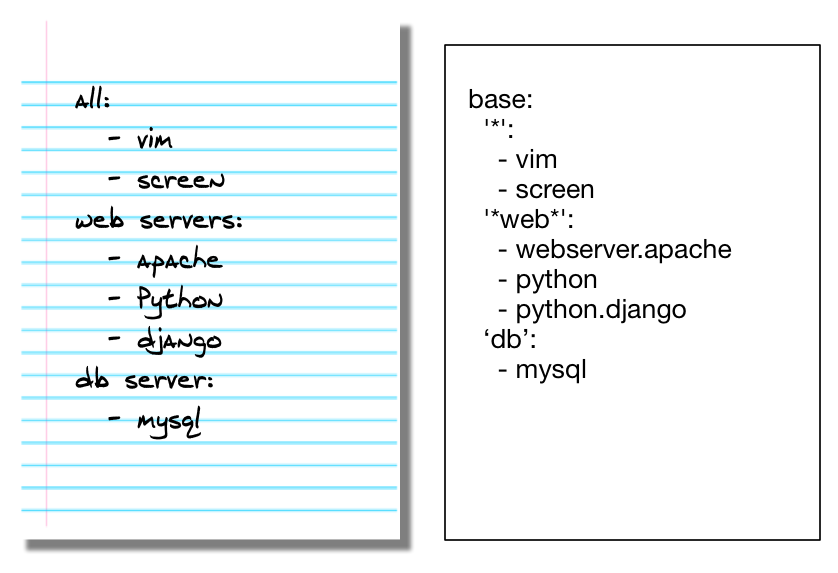 All:
- vim
- screen
web servers:
- Apache
- Python
- django
db server:
- mysql
base:
'*':
- vim
- screen
'*web*':
- webserver.apache
- python
- python.django
‘db’:
- mysql